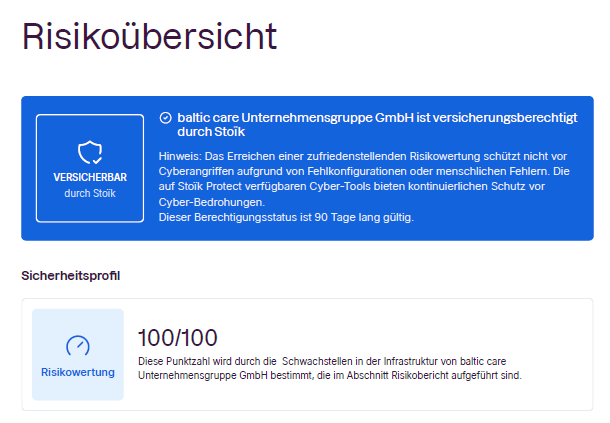 Risikoübersicht
VERSICHERBAR
durch Stoïk
baltic care Unternehmensgruppe GmbH ist versicherungsberechtigt
durch Stoïk
Hinweis: Das Erreichen einer zufriedenstellenden Risikowertung schützt nicht vor
Cyberangriffen aufgrund von Fehlkonfigurationen oder menschlichen Fehlern. Die
auf Stoïk Protect verfügbaren Cyber-Tools bieten kontinuierlichen Schutz vor
Cyber-Bedrohungen.
Dieser Berechtigungsstatus ist 90 Tage lang gültig.
Sicherheitsprofil
Risikowertung
100/100
Diese Punktzahl wird durch die  Schwachstellen in der Infrastruktur von baltic care
Unternehmensgruppe GmbH bestimmt, die im Abschnitt Risikobericht aufgeführt sind.